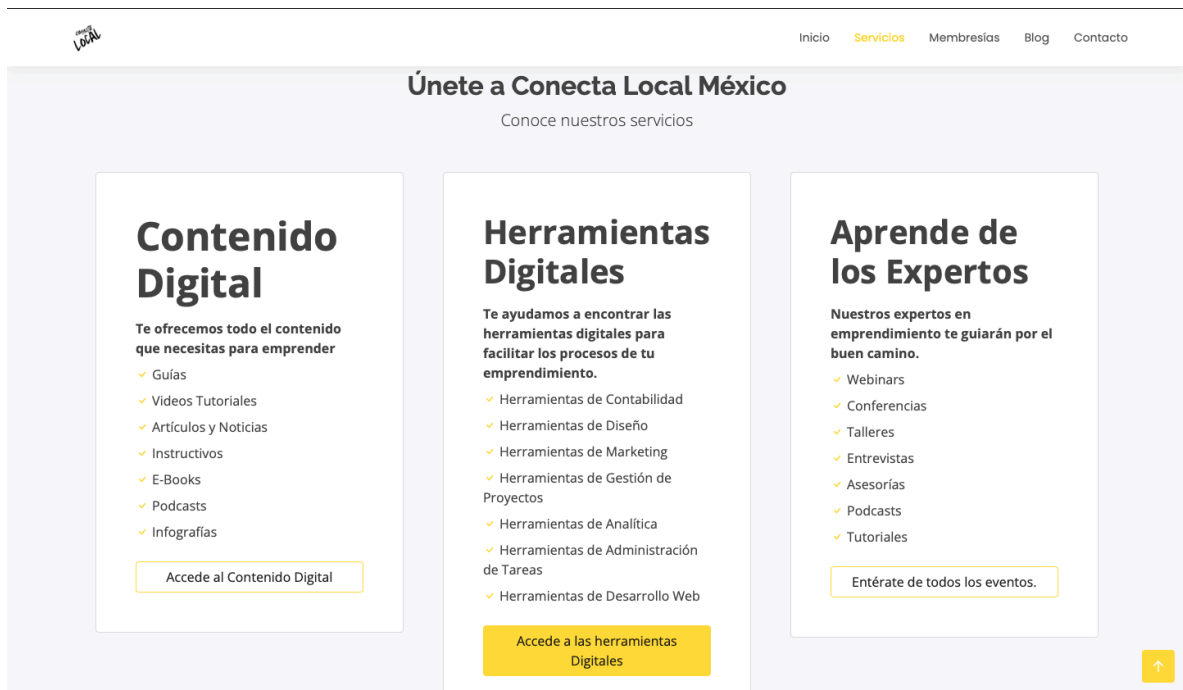 CONECTA
LOCAL
Inicio
Servicios
Membresías
Blog
Contacto
Únete a Conecta Local México
Conoce nuestros servicios
Contenido
Digital
Te ofrecemos todo el contenido
que necesitas para emprender
Guías
Videos Tutoriales
Artículos y Noticias
Instructivos
E-Books
Podcasts
Infografías
Accede al Contenido Digital
Herramientas
Digitales
Te ayudamos a encontrar las
herramientas digitales para
facilitar los procesos de tu
emprendimiento.
Herramientas de Contabilidad
Herramientas de Diseño
Herramientas de Marketing
Herramientas de Gestión de
Proyectos
Herramientas de Analítica
Herramientas de Administración
de Tareas
Herramientas de Desarrollo Web
Accede a las herramientas
Digitales
Aprende de
los Expertos
Nuestros expertos en
emprendimiento te guiarán por el
buen camino.
Webinars
Conferencias
Talleres
Entrevistas
Asesorías
Podcasts
Tutoriales
Entérate de todos los eventos.